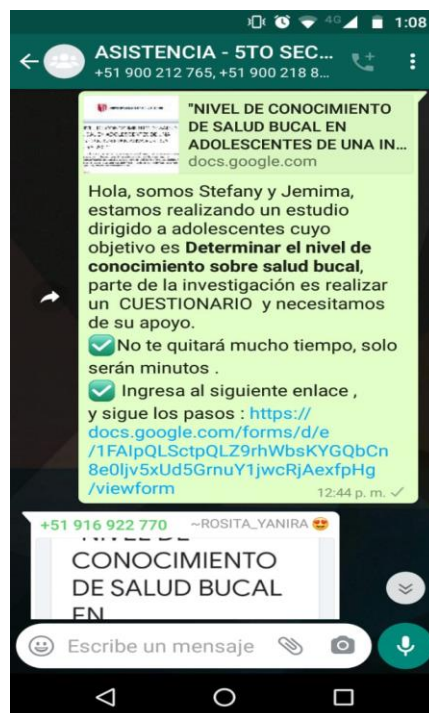 4G 1:08
ASISTENCIA - 5TO SEC...
+51 900 212 765, +51 900 218 8...
"NIVEL DE CONOCIMIENTO
DE SALUD BUCAL EN
ADOLESCENTES DE UNA IN...
docs.google.com
Hola, somos Stefany y Jemima,
estamos realizando un estudio
dirigido a adolescentes cuyo
objetivo es Determinar el nivel de
conocimiento sobre salud bucal,
parte de la investigación es realizar
un CUESTIONARIO y necesitamos
de su apoyo.
✅No te quitará mucho tiempo, solo
serán minutos .
✅ Ingresa al siguiente enlace ,
y sigue los pasos : https://
docs.google.com/forms/d/e
/1FAIpQLSctpQLZ9rhWbsKYGQbCn
8e0ljv5xUd5GrnuY1jwcRjAexfpHg
/viewform
12:44 p. m.
+51 916 922 770 ~ROSITA_YANIRA 😍
"NIVEL DE
CONOCIMIENTO
DE SALUD BUCAL
EN
Escribe un mensaje